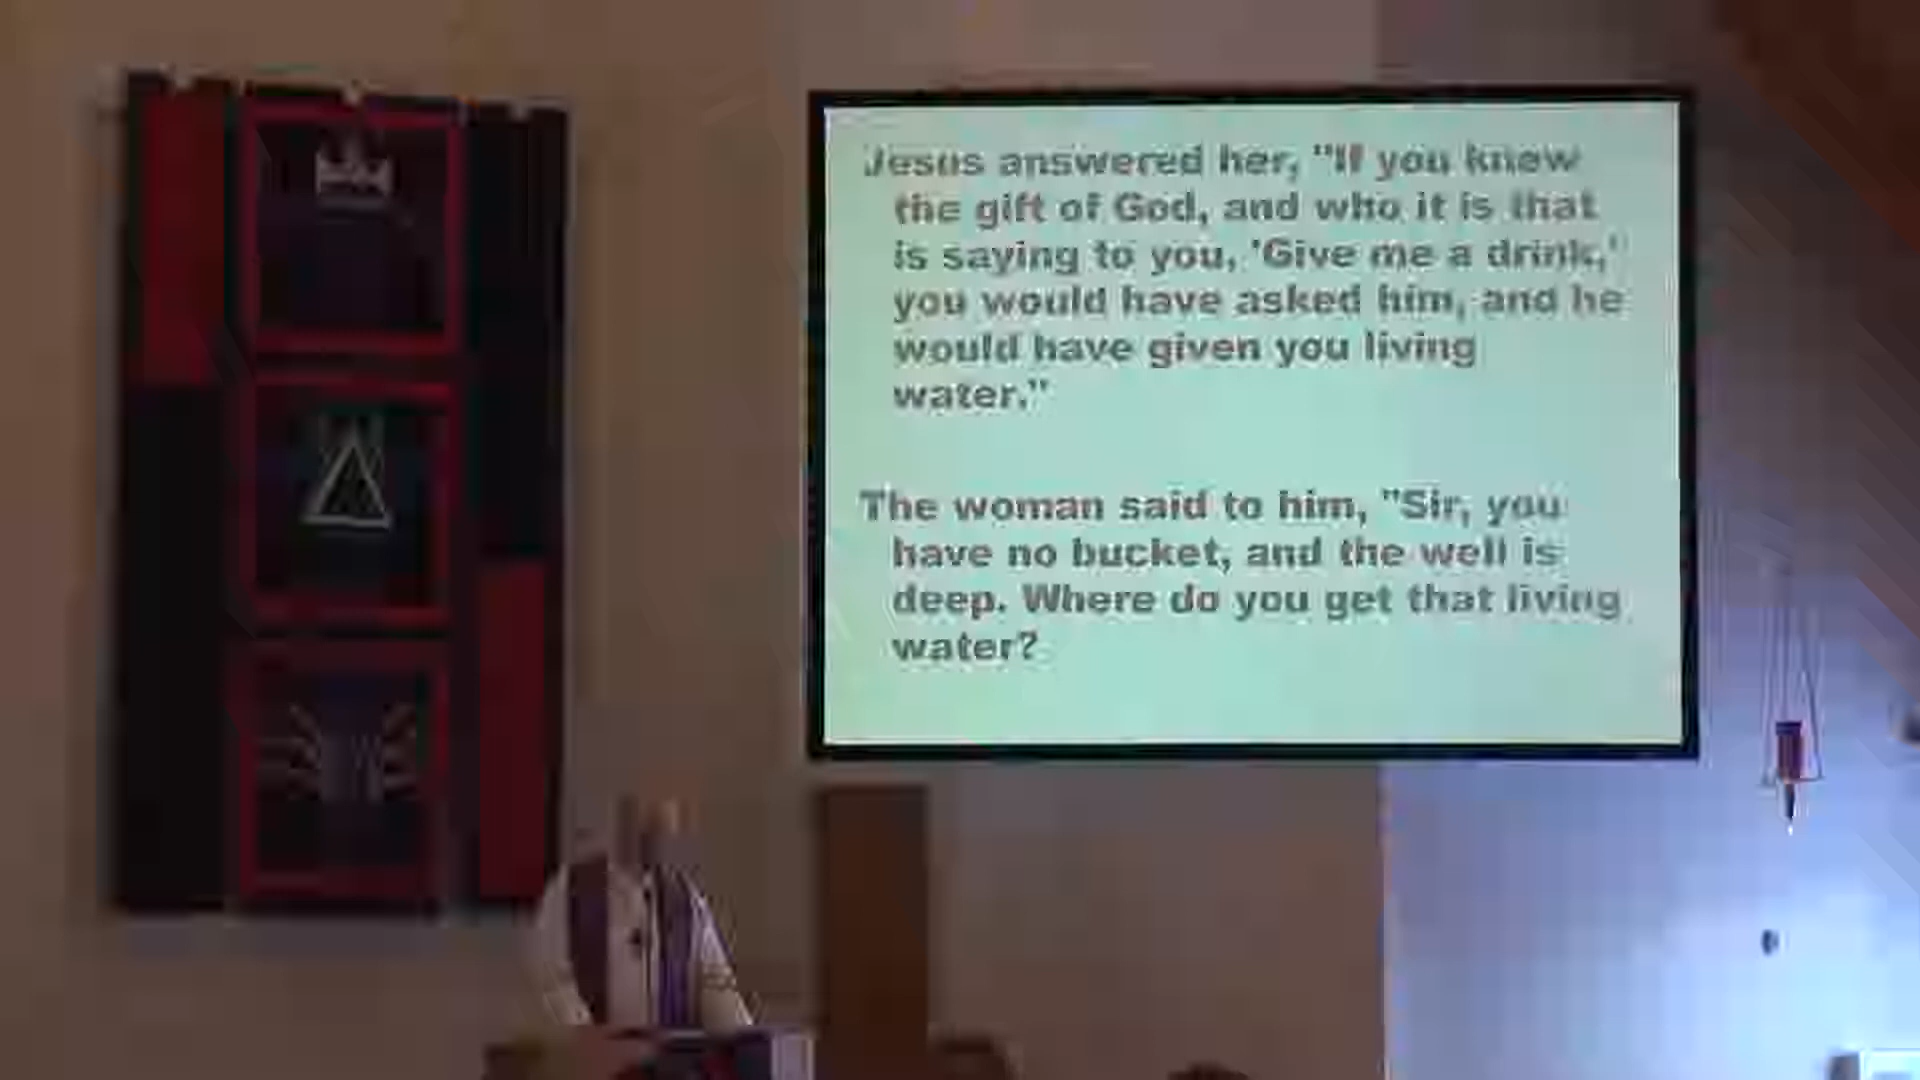 Jesus answered her, "If you knew
the gift of God, and who it is that
is saying to you, 'Give me a drink,'
you would have asked him, and he
would have given you living
water."
The woman said to him, "Sir, you
have no bucket, and the well is
deep. Where do you get that living
water?